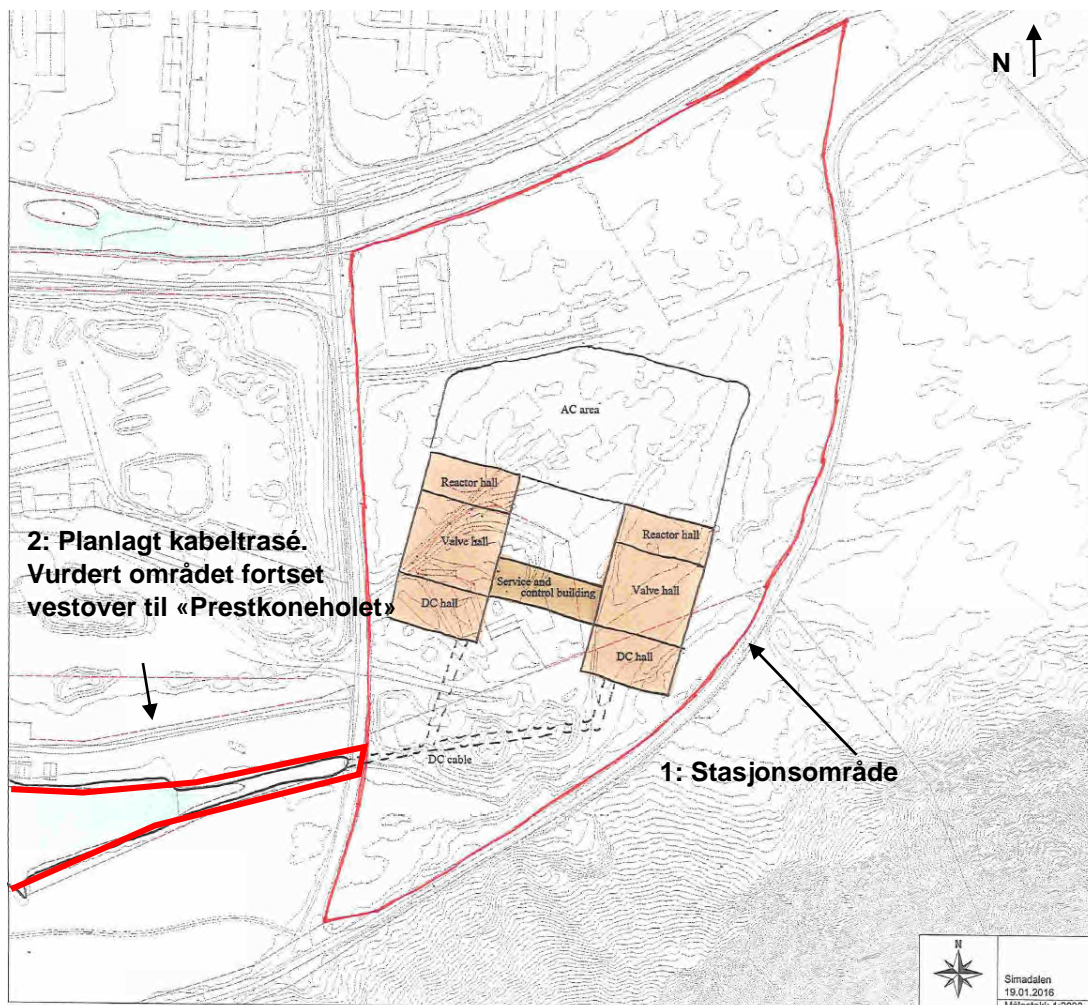 N
AC area
Reactor hall
Valve hall
DC hall
Service and
control building
Reactor hall
Valve hall
DC hall
2: Planlagt kabeltrasé.
Vurdert området fortset
vestover til «Prestkoneholet»
DC cable
1: Stasjonsområde
N
Simadalen
19.01.2016